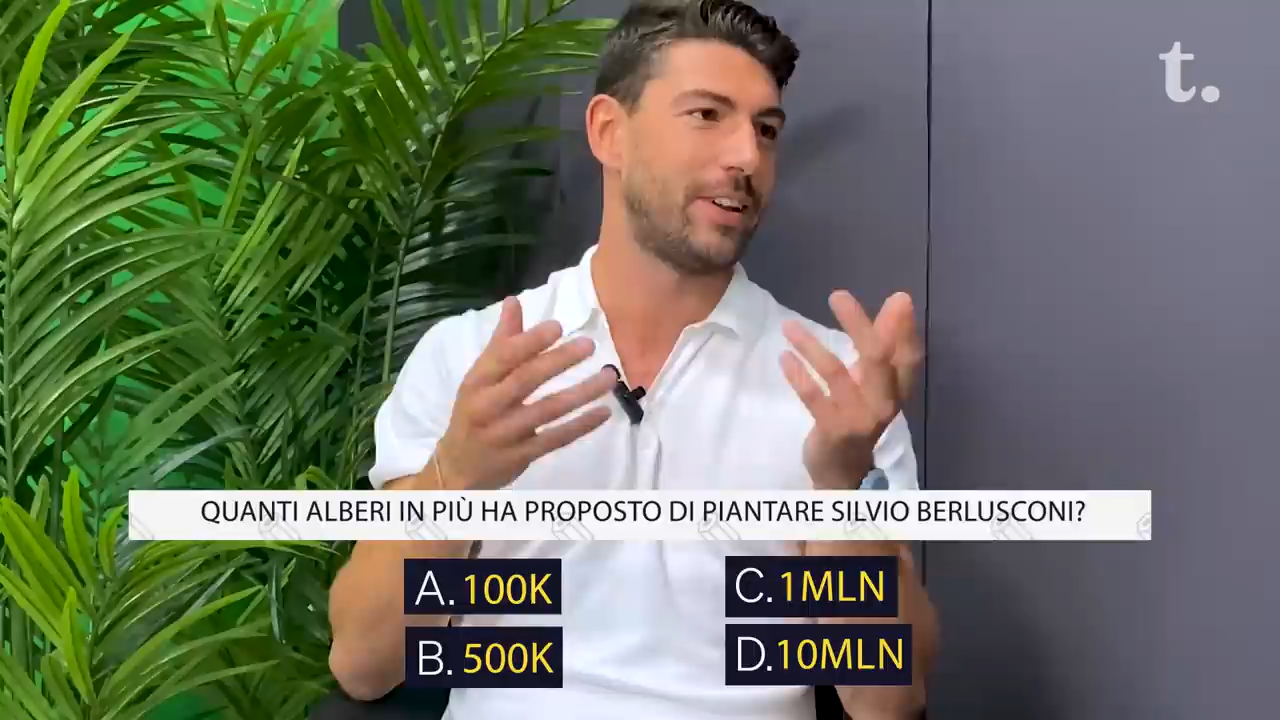 t.
QUANTI ALBERI IN PIÙ HA PROPOSTO DI PIANTARE SILVIO BERLUSCONI?
A. 100K
C. 1MLN
B. 500K
D. 10MLN